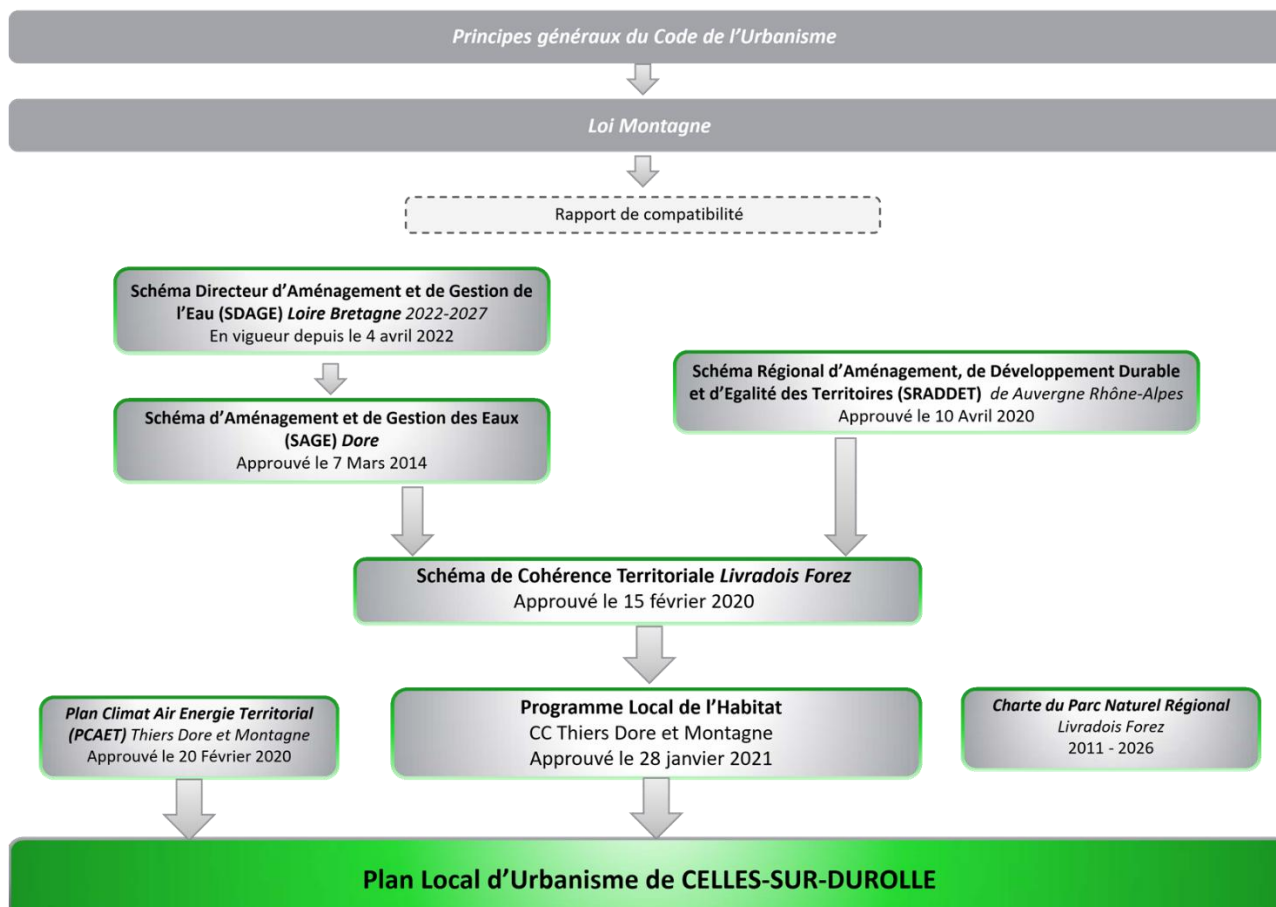 Principes généraux du Code de l'Urbanisme
Loi Montagne
Rapport de compatibilité
Schéma Directeur d'Aménagement et de Gestion de
l'Eau (SDAGE) Loire Bretagne 2022-2027
En vigueur depuis le 4 avril 2022
Schéma Régional d'Aménagement, de Développement Durable
et d'Egalité des Territoires (SRADDET) de Auvergne Rhône-Alpes
Approuvé le 10 Avril 2020
Schéma d'Aménagement et de Gestion des Eaux
(SAGE) Dore
Approuvé le 7 Mars 2014
Schéma de Cohérence Territoriale Livradois Forez
Approuvé le 15 février 2020
Plan Climat Air Energie Territorial
(PCAET) Thiers Dore et Montagne
Approuvé le 20 Février 2020
Programme Local de l'Habitat
CC Thiers Dore et Montagne
Approuvé le 28 janvier 2021
Charte du Parc Naturel Régional
Livradois Forez
2011 - 2026
Plan Local d'Urbanisme de CELLES-SUR-DUROLLE